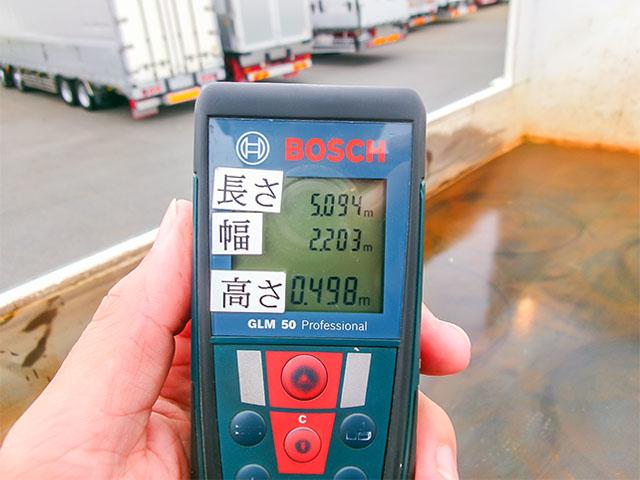 BOSCH
長さ 5.094m
幅 2.203m
高さ 0.498m
GLM 50 Professional
C